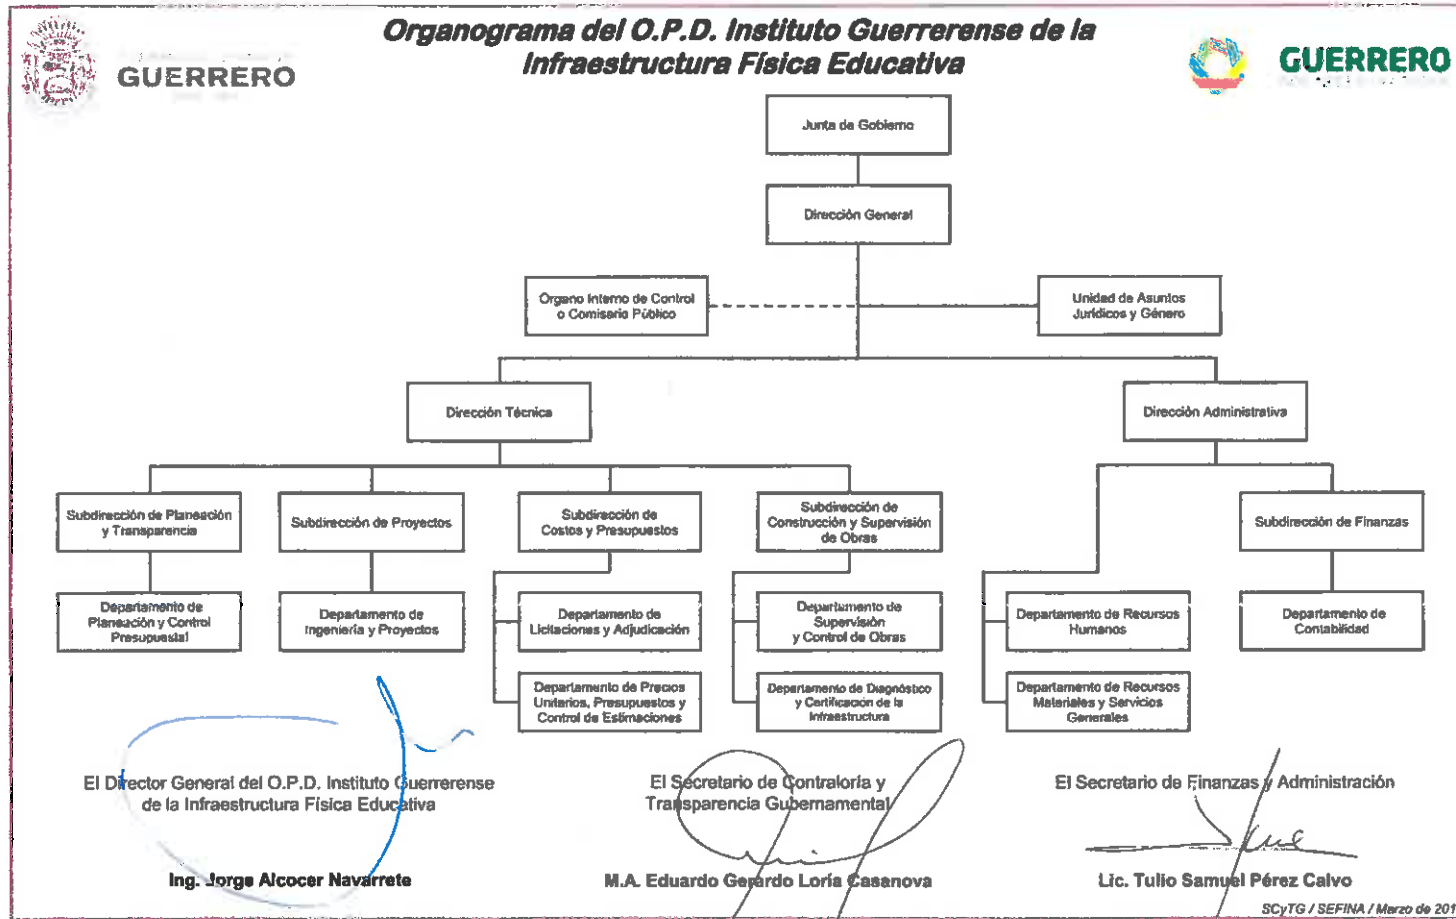 Organograma del O.P.D. Instituto Guerrerense de la
Infraestructura Física Educativa
GUERRERO
GUERRERO
Junta de Gobierno
Dirección General
Órgano Interno de Control
o Comisario Público
Unidad de Asuntos
Jurídicos y Género
Dirección Técnica
Dirección Administrativa
Subdirección de Planeación
y Transparencia
Subdirección de Proyectos
Subdirección de
Costos y Presupuestos
Subdirección de
Construcción y Supervisión
de Obras
Subdirección de Finanzas
Departamento de
Planeación y Control
Presupuestal
Departamento de
Ingeniería y Proyectos
Departamento de
Licitaciones y Adjudicación
Departamento de
Supervisión
y Control de Obras
Departamento de Recursos
Humanos
Departamento de
Contabilidad
Departamento de Precios
Unitarios, Presupuestos y
Control de Estimaciones
Departamento de Diagnóstico
y Certificación de la
Infraestructura
Departamento de Recursos
Materiales y Servicios
Generales
El Director General del O.P.D. Instituto Guerrerense
de la Infraestructura Física Educativa
El Secretario de Contraloría y
Transparencia Gubernamental
El Secretario de Finanzas y Administración
Ing. Jorge Alcocer Navarrete
M.A. Eduardo Gerardo Loría Casanova
Lic. Tulio Samuel Pérez Calvo
SCyTG / SEFINA / Marzo de 201